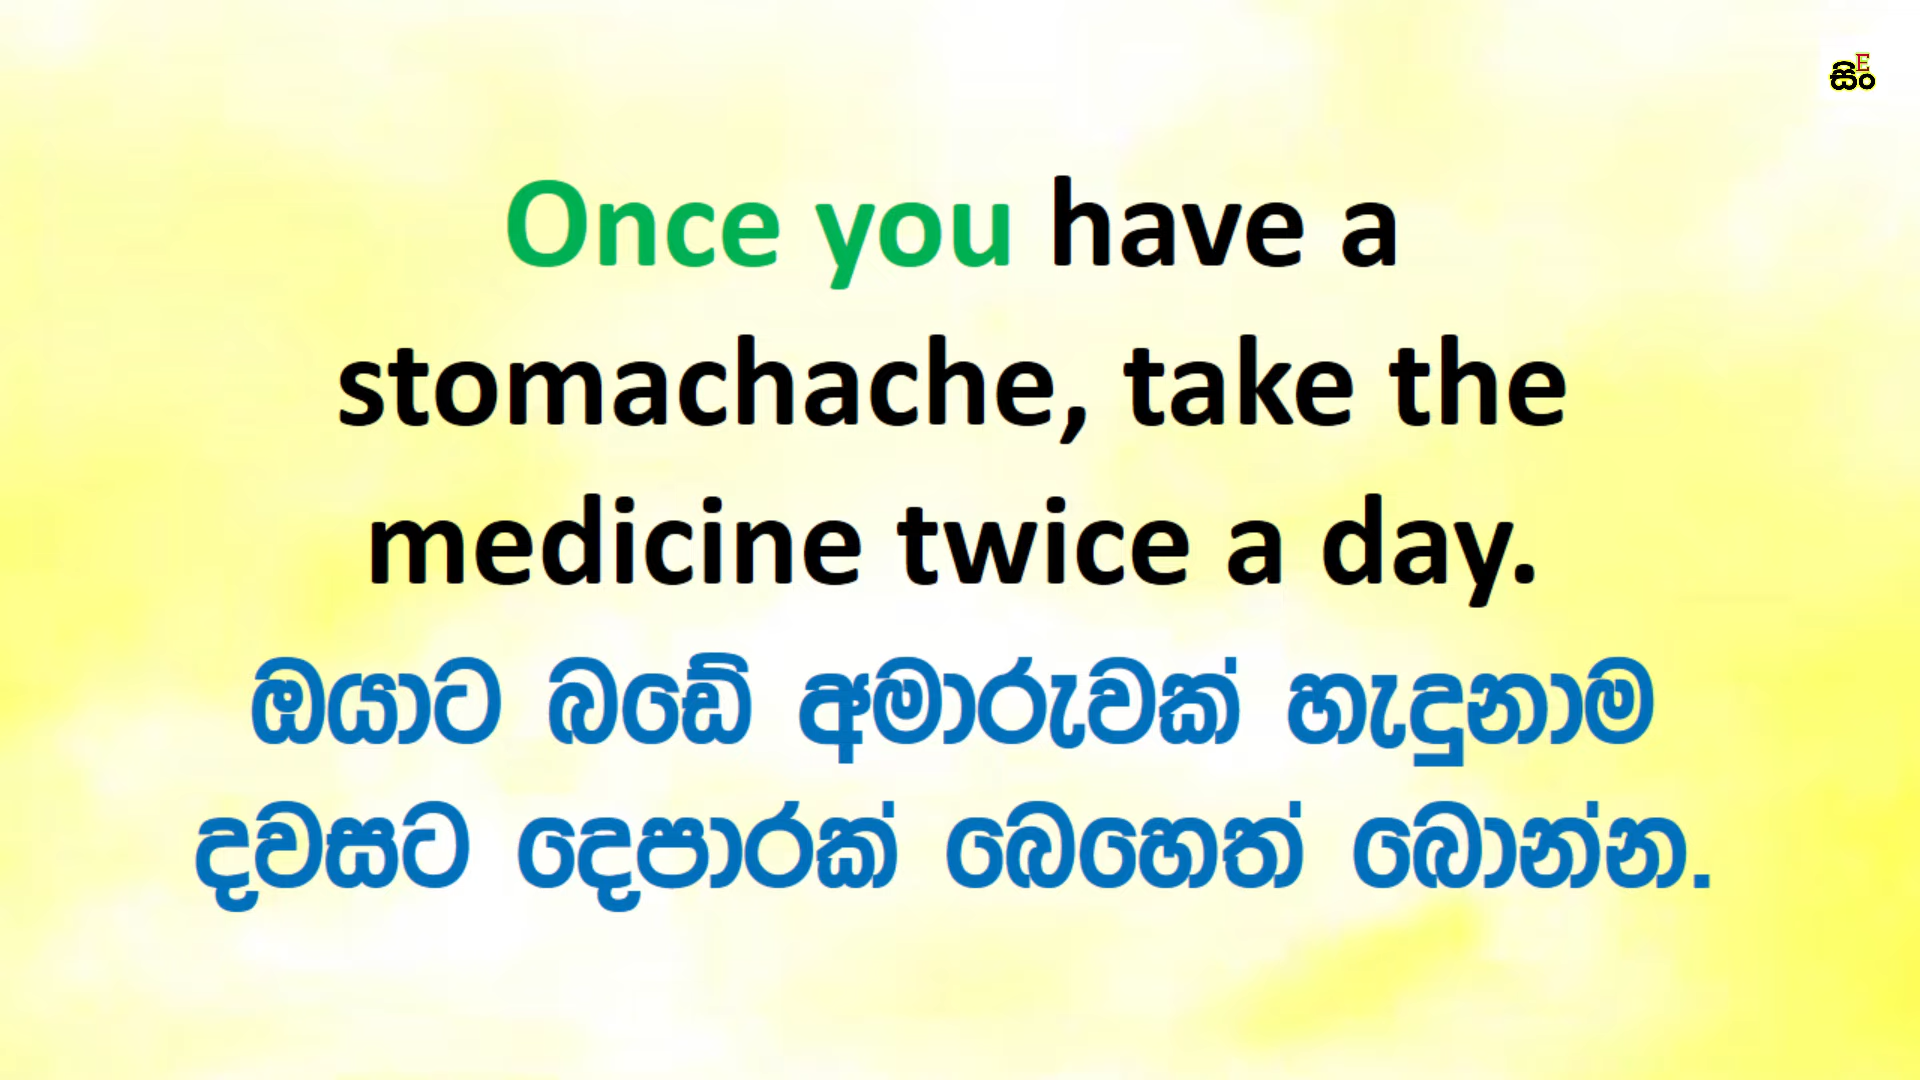 සිංE
Once you have a
stomachache, take the
medicine twice a day.
ඔයාට බඩේ අමාරුවක් හැදුනාම
දවසට දෙපාරක් බෙහෙත් බොන්න.